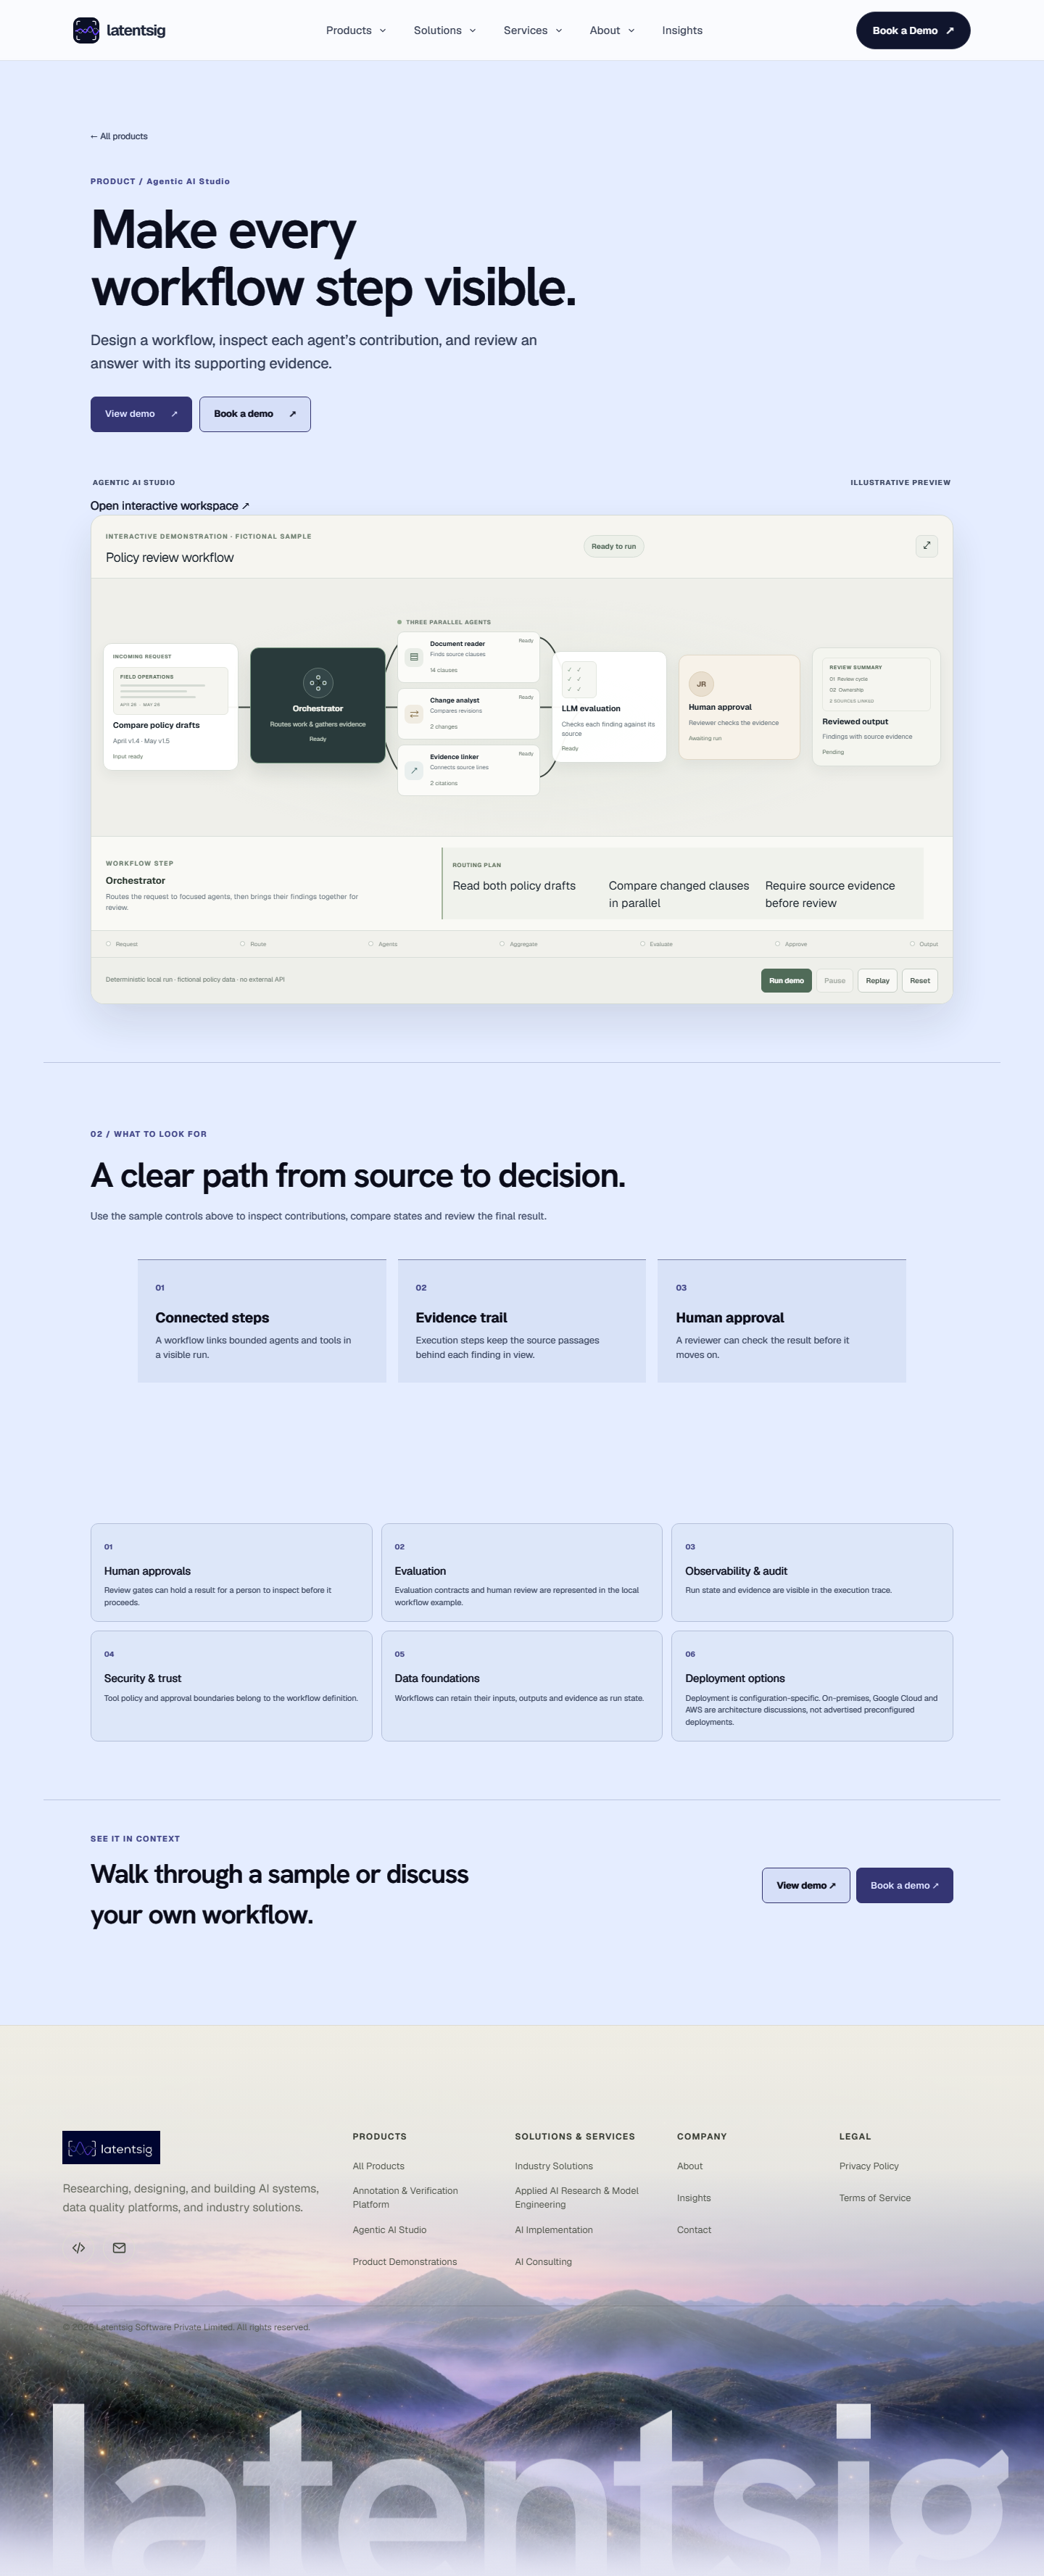 latentsig
Products
Solutions
Services
About
Insights
Book a Demo ↗
← All products
PRODUCT / Agentic AI Studio
Make every
workflow step visible.
Design a workflow, inspect each agent’s contribution, and review an
answer with its supporting evidence.
View demo ↗
Book a demo ↗
AGENTIC AI STUDIO
ILLUSTRATIVE PREVIEW
Open interactive workspace ↗
INTERACTIVE DEMONSTRATION · FICTIONAL SAMPLE
Policy review workflow
Ready to run
INCOMING REQUEST
FIELD OPERATIONS
APR 28 · MAY 28
Compare policy drafts
April v1.4 · May v1.5
Input ready
Orchestrator
Routes work & gathers evidence
Ready
THREE PARALLEL AGENTS
Document reader
Ready
Finds source clauses
14 clauses
Change analyst
Ready
Compares revisions
2 changes
Evidence linker
Ready
Connects source lines
2 citations
LLM evaluation
Checks each finding against its
source
Ready
JR
Human approval
Reviewer checks the evidence
Awaiting run
REVIEW SUMMARY
01 Review cycle
02 Ownership
2 SOURCES LINKED
Reviewed output
Findings with source evidence
Pending
WORKFLOW STEP
Orchestrator
Routes the request to focused agents, then brings their findings together for
review.
ROUTING PLAN
Read both policy drafts
Compare changed clauses
in parallel
Require source evidence
before review
Request
Route
Agents
Aggregate
Evaluate
Approve
Output
Deterministic local run · fictional policy data · no external API
Run demo
Pause
Replay
Reset
02 / WHAT TO LOOK FOR
A clear path from source to decision.
Use the sample controls above to inspect contributions, compare states and review the final result.
01
Connected steps
A workflow links bounded agents and tools in
a visible run.
02
Evidence trail
Execution steps keep the source passages
behind each finding in view.
03
Human approval
A reviewer can check the result before it
moves on.
01
Human approvals
Review gates can hold a result for a person to inspect before it
proceeds.
02
Evaluation
Evaluation contracts and human review are represented in the local
workflow example.
03
Observability & audit
Run state and evidence are visible in the execution trace.
04
Security & trust
Tool policy and approval boundaries belong to the workflow definition.
05
Data foundations
Workflows can retain their inputs, outputs and evidence as run state.
06
Deployment options
Deployment is configuration-specific. On-premises, Google Cloud and
AWS are architecture discussions, not advertised preconfigured
deployments.
SEE IT IN CONTEXT
Walk through a sample or discuss
your own workflow.
View demo ↗
Book a demo ↗
latentsig
Researching, designing, and building AI systems,
data quality platforms, and industry solutions.
PRODUCTS
All Products
Annotation & Verification
Platform
Agentic AI Studio
Product Demonstrations
SOLUTIONS & SERVICES
Industry Solutions
Applied AI Research & Model
Engineering
AI Implementation
AI Consulting
COMPANY
About
Insights
Contact
LEGAL
Privacy Policy
Terms of Service
© Latentsig Software Private Limited. All rights reserved.
latentsig